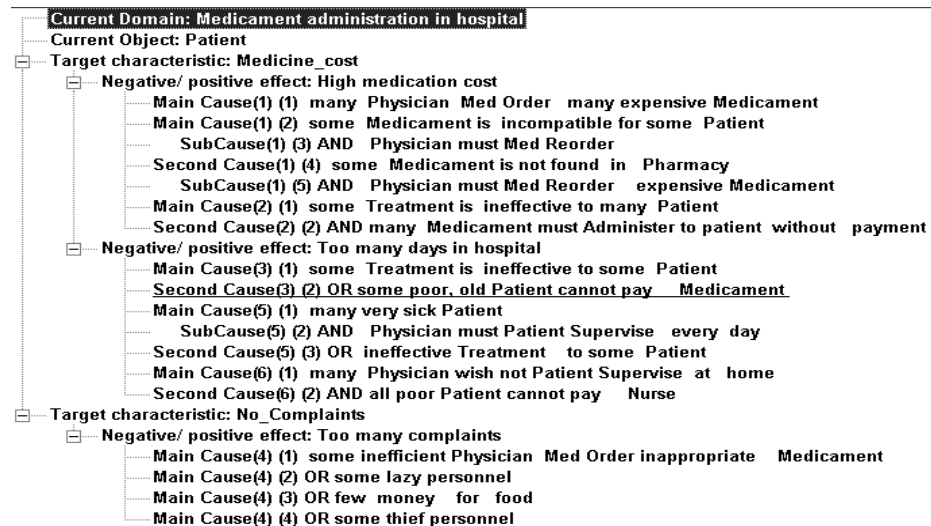 Current Domain: Medicament administration in hospital
Current Object: Patient
Target characteristic: Medicine_cost
Negative/ positive effect: High medication cost
Main Cause(1) (1) many Physician Med Order many expensive Medicament
Main Cause(1) (2) some Medicament is incompatible for some Patient
SubCause(1) (3) AND Physician must Med Reorder
Second Cause(1) (4) some Medicament is not found in Pharmacy
SubCause(1) (5) AND Physician must Med Reorder expensive Medicament
Main Cause(2) (1) some Treatment is ineffective to many Patient
Second Cause(2) (2) AND many Medicament must Administer to patient without payment
Negative/ positive effect: Too many days in hospital
Main Cause(3) (1) some Treatment is ineffective to some Patient
Second Cause(3) (2) OR some poor, old Patient cannot pay Medicament
Main Cause(5) (1) many very sick Patient
SubCause(5) (2) AND Physician must Patient Supervise every day
Second Cause(5) (3) OR ineffective Treatment to some Patient
Main Cause(6) (1) many Physician wish not Patient Supervise at home
Second Cause(6) (2) AND all poor Patient cannot pay Nurse
Target characteristic: No_Complaints
Negative/ positive effect: Too many complaints
Main Cause(4) (1) some inefficient Physician Med Order inappropriate Medicament
Main Cause(4) (2) OR some lazy personnel
Main Cause(4) (3) OR few money for food
Main Cause(4) (4) OR some thief personnel